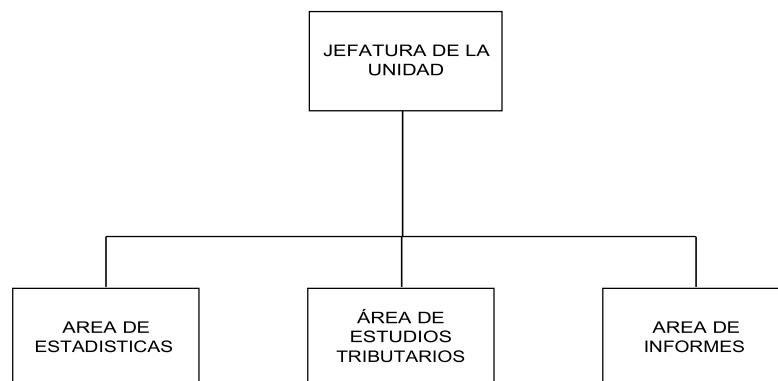 JEFATURA DE LA
UNIDAD
AREA DE
ESTADISTICAS
ÁREA DE
ESTUDIOS
TRIBUTARIOS
AREA DE
INFORMES